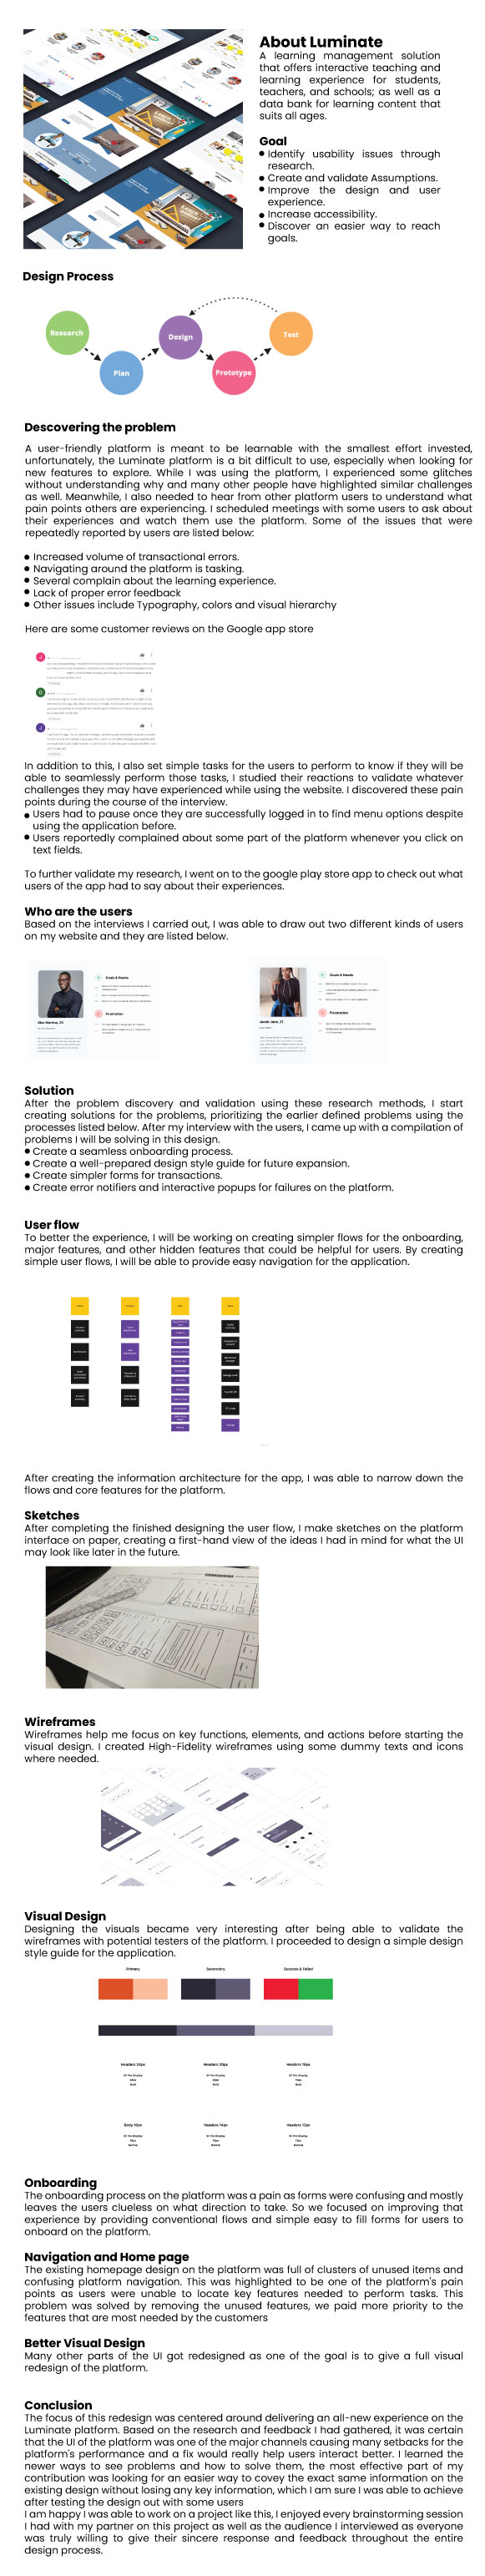 About Luminate
A learning management solution
that offers interactive teaching and
learning experience for students,
teachers, and schools; as well as a
data bank for learning content that
suits all ages.
Goal
Identify usability issues through
research.
Create and validate Assumptions.
Improve the design and user
experience.
Increase accessibility.
Discover an easier way to reach
goals.
Design Process
Research
Plan
Design
Prototype
Test
Descovering the problem
A user-friendly platform is meant to be learnable with the smallest effort invested,
unfortunately, the Luminate platform is a bit difficult to use, especially when looking for
new features to explore. While I was using the platform, I experienced some glitches
without understanding why and many other people have highlighted similar challenges
as well. Meanwhile, I also needed to hear from other platform users to understand what
pain points others are experiencing. I scheduled meetings with some users to ask about
their experiences and watch them use the platform. Some of the issues that were
repeatedly reported by users are listed below:
Increased volume of transactional errors.
Navigating around the platform is tasking.
Several complain about the learning experience.
Lack of proper error feedback
Other issues include Typography, colors and visual hierarchy
Here are some customer reviews on the Google app store
In addition to this, I also set simple tasks for the users to perform to know if they will be
able to seamlessly perform those tasks, I studied their reactions to validate whatever
challenges they may have experienced while using the website. I discovered these pain
points during the course of the interview.
Users had to pause once they are successfully logged in to find menu options despite
using the application before.
Users reportedly complained about some part of the platform whenever you click on
text fields.
To further validate my research, I went on to the google play store app to check out what
users of the app had to say about their experiences.
Who are the users
Based on the interviews I carried out, I was able to draw out two different kinds of users
on my website and they are listed below.
Goals & Needs
Frustration
Goals & Needs
Frustration
Solution
After the problem discovery and validation using these research methods, I start
creating solutions for the problems, prioritizing the earlier defined problems using the
processes listed below. After my interview with the users, I came up with a compilation of
problems I will be solving in this design.
Create a seamless onboarding process.
Create a well-prepared design style guide for future expansion.
Create simpler forms for transactions.
Create error notifiers and interactive popups for failures on the platform.
User flow
To better the experience, I will be working on creating simpler flows for the onboarding,
major features, and other hidden features that could be helpful for users. By creating
simple user flows, I will be able to provide easy navigation for the application.
After creating the information architecture for the app, I was able to narrow down the
flows and core features for the platform.
Sketches
After completing the finished designing the user flow, I make sketches on the platform
interface on paper, creating a first-hand view of the ideas I had in mind for what the UI
may look like later in the future.
Wireframes
Wireframes help me focus on key functions, elements, and actions before starting the
visual design. I created High-Fidelity wireframes using some dummy texts and icons
where needed.
Visual Design
Designing the visuals became very interesting after being able to validate the
wireframes with potential testers of the platform. I proceeded to design a simple design
style guide for the application.
Primary
Secondary
Success & Failed
Onboarding
The onboarding process on the platform was a pain as forms were confusing and mostly
leaves the users clueless on what direction to take. So we focused on improving that
experience by providing conventional flows and simple easy to fill forms for users to
onboard on the platform.
Navigation and Home page
The existing homepage design on the platform was full of clusters of unused items and
confusing platform navigation. This was highlighted to be one of the platform's pain
points as users were unable to locate key features needed to perform tasks. This
problem was solved by removing the unused features, we paid more priority to the
features that are most needed by the customers
Better Visual Design
Many other parts of the UI got redesigned as one of the goal is to give a full visual
redesign of the platform.
Conclusion
The focus of this redesign was centered around delivering an all-new experience on the
Luminate platform. Based on the research and feedback I had gathered, it was certain
that the UI of the platform was one of the major channels causing many setbacks for the
platform's performance and a fix would really help users interact better. I learned the
newer ways to see problems and how to solve them, the most effective part of my
contribution was looking for an easier way to covey the exact same information on the
existing design without losing any key information, which I am sure I was able to achieve
after testing the design out with some users
I am happy I was able to work on a project like this, I enjoyed every brainstorming session
I had with my partner on this project as well as the audience I interviewed as everyone
was truly willing to give their sincere response and feedback throughout the entire
design process.